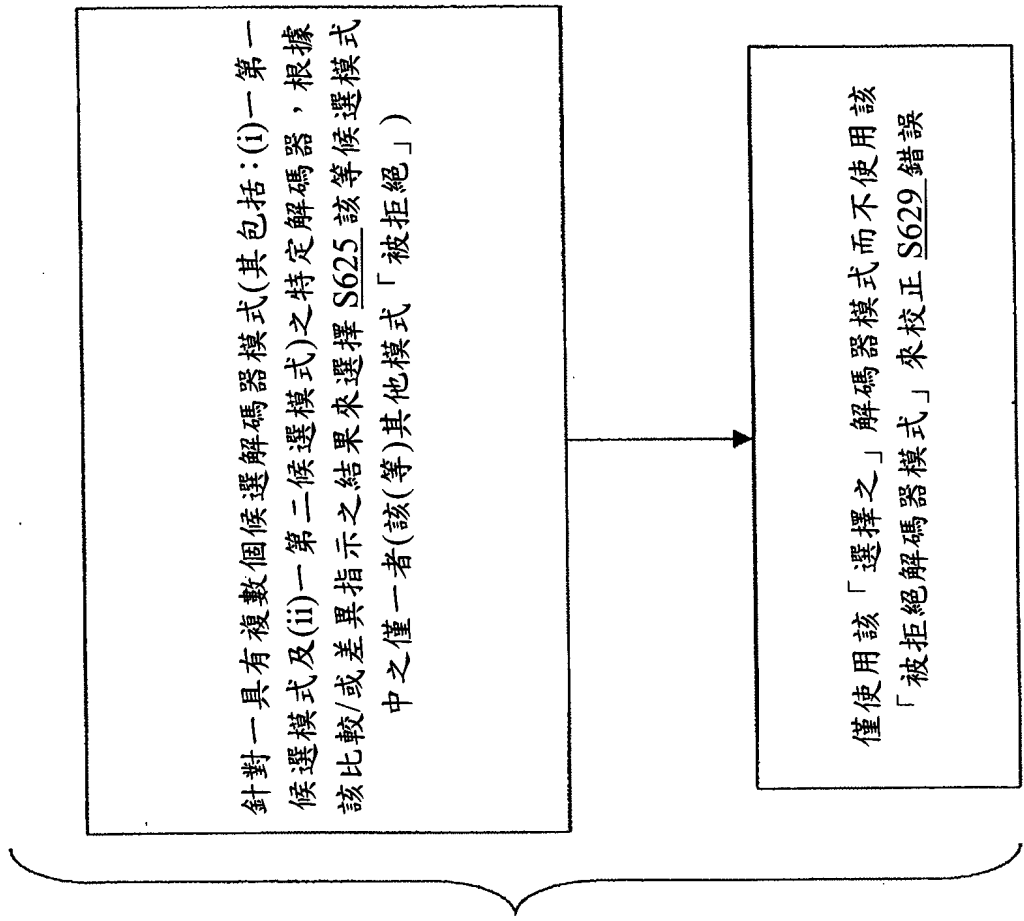 針對一具有複數個候選解碼器模式(其包括：(i)一第一
候選模式及(ii)一第二候選模式)之特定解碼器，根據
該比較/或差異指示之結果來選擇 S625 該等候選模式
中之僅一者(該(等)其他模式「被拒絕」)
僅使用該「選擇之」解碼器模式而不使用該
「被拒絕解碼器模式」來校正 S629 錯誤